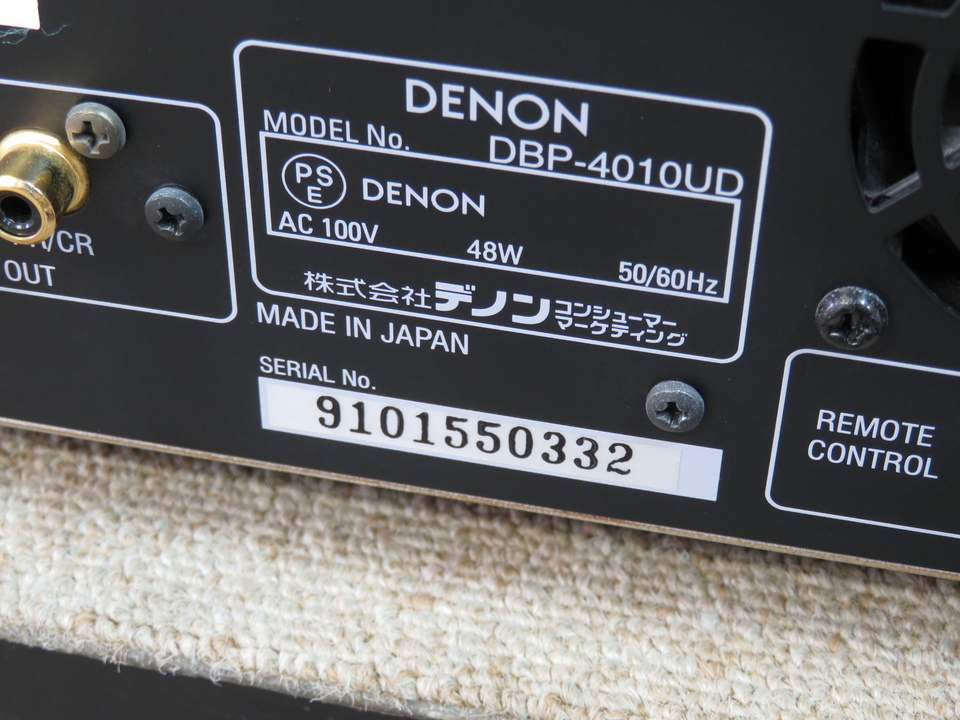 DENON
MODEL No. DBP-4010UD
PS
E
DENON
AC 100V 48W 50/60Hz
株式会社デノン コンシューマー
マーケティング
MADE IN JAPAN
SERIAL No.
9101550332
/CR
OUT
REMOTE
CONTROL